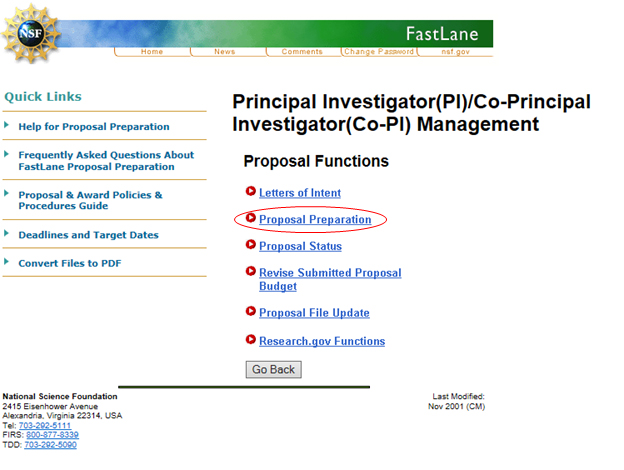 NSF
FastLane
Home
News
Comments
Change Password
nsf.gov
Quick Links
Help for Proposal Preparation
Frequently Asked Questions About
FastLane Proposal Preparation
Proposal & Award Policies &
Procedures Guide
Deadlines and Target Dates
Convert Files to PDF
Principal Investigator(PI)/Co-Principal
Investigator(Co-PI) Management
Proposal Functions
Letters of Intent
Proposal Preparation
Proposal Status
Revise Submitted Proposal
Budget
Proposal File Update
Research.gov Functions
Go Back
National Science Foundation
2415 Eisenhower Avenue
Alexandria, Virginia 22314, USA
Tel: 703-292-5111
FIRS: 800-877-8339
TDD: 703-292-5090
Last Modified:
Nov 2001 (CM)